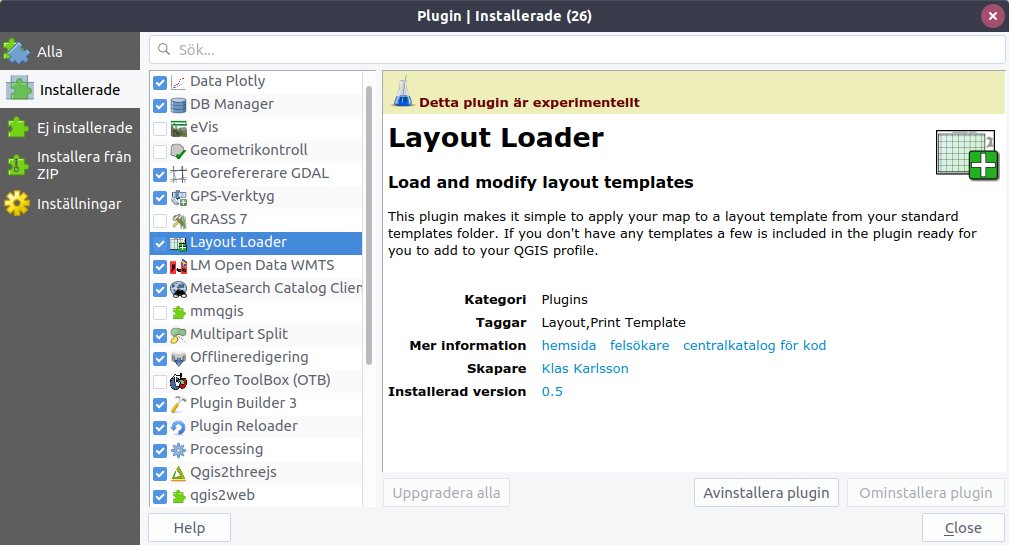 Plugin | Installerade (26)
Alla
Installerade
Ej installerade
Installera från
ZIP
Inställningar
Sök...
Data Plotly
DB Manager
eVis
Geometrikontroll
Georefererare GDAL
GPS-Verktyg
GRASS 7
Layout Loader
LM Open Data WMTS
MetaSearch Catalog Clien
mmqgis
Multipart Split
Offlineredigering
Orfeo ToolBox (OTB)
Plugin Builder 3
Plugin Reloader
Processing
Qgis2threejs
qgis2web
Detta plugin är experimentellt
Layout Loader
Load and modify layout templates
This plugin makes it simple to apply your map to a layout template from your standard
templates folder. If you don't have any templates a few is included in the plugin ready for
you to add to your QGIS profile.
Kategori Plugins
Taggar Layout,Print Template
Mer information hemsida felsökare centralkatalog för kod
Skapare Klas Karlsson
Installerad version 0.5
Uppgradera alla Avinstallera plugin Ominstallera plugin
Help Close